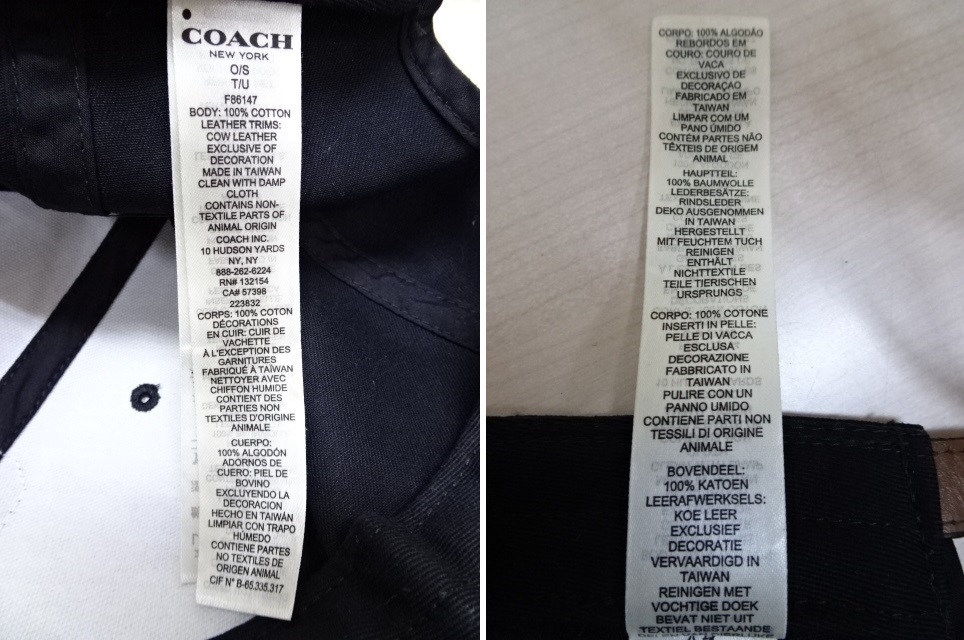 COACH
NEW YORK
O/S
T/U
F86147
BODY: 100% COTTON
LEATHER TRIMS:
COW LEATHER
EXCLUSIVE OF
DECORATION
MADE IN TAIWAN
CLEAN WITH DAMP
CLOTH
CONTAINS NON-
TEXTILE PARTS OF
ANIMAL ORIGIN
COACH INC.
10 HUDSON YARDS
NY, NY
888-262-6224
RN# 132154
CA# 57398
223832
CORPS: 100% COTON
DÉCORATIONS
EN CUIR: CUIR DE
VACHETTE
À L'EXCEPTION DES
GARNITURES
FABRIQUÉ À TAÏWAN
NETTOYER AVEC
CHIFFON HUMIDE
CONTIENT DES
PARTIES NON
TEXTILES D'ORIGINE
ANIMALE
CUERPO:
100% ALGODÓN
ADORNOS DE
CUERO: PIEL DE
BOVINO
EXCLUYENDO LA
DECORACION
HECHO EN TAIWÁN
LIMPIAR CON TRAPO
HÚMEDO
CONTIENE PARTES
NO TEXTILES DE
ORIGEN ANIMAL
CIF N° B-65.335.317
CORPO: 100% ALGODÃO
REBORDOS EM
COURO: COURO DE
VACA
EXCLUSIVO DE
DECORAÇAO
FABRICADO EM
TAIWAN
LIMPAR COM UM
PANO ÚMIDO
CONTÉM PARTES NÃO
TÊXTEIS DE ORIGEM
ANIMAL
HAUPTTEIL:
100% BAUMWOLLE
LEDERBESÄTZE:
RINDSLEDER
DEKO AUSGENOMMEN
IN TAIWAN
HERGESTELLT
MIT FEUCHTEM TUCH
REINIGEN
ENTHÄLT
NICHTTEXTILE
TEILE TIERISCHEN
URSPRUNGS
CORPO: 100% COTONE
INSERTI IN PELLE:
PELLE DI VACCA
ESCLUSA
DECORAZIONE
FABBRICATO IN
TAIWAN
PULIRE CON UN
PANNO UMIDO
CONTIENE PARTI NON
TESSILI DI ORIGINE
ANIMALE
BOVENDEEL:
100% KATOEN
LEERAFWERKSELS:
KOE LEER
EXCLUSIEF
DECORATIE
VERVAARDIGD IN
TAIWAN
REINIGEN MET
VOCHTIGE DOEK
BEVAT NIET UIT
TEXTIEL BESTAANDE